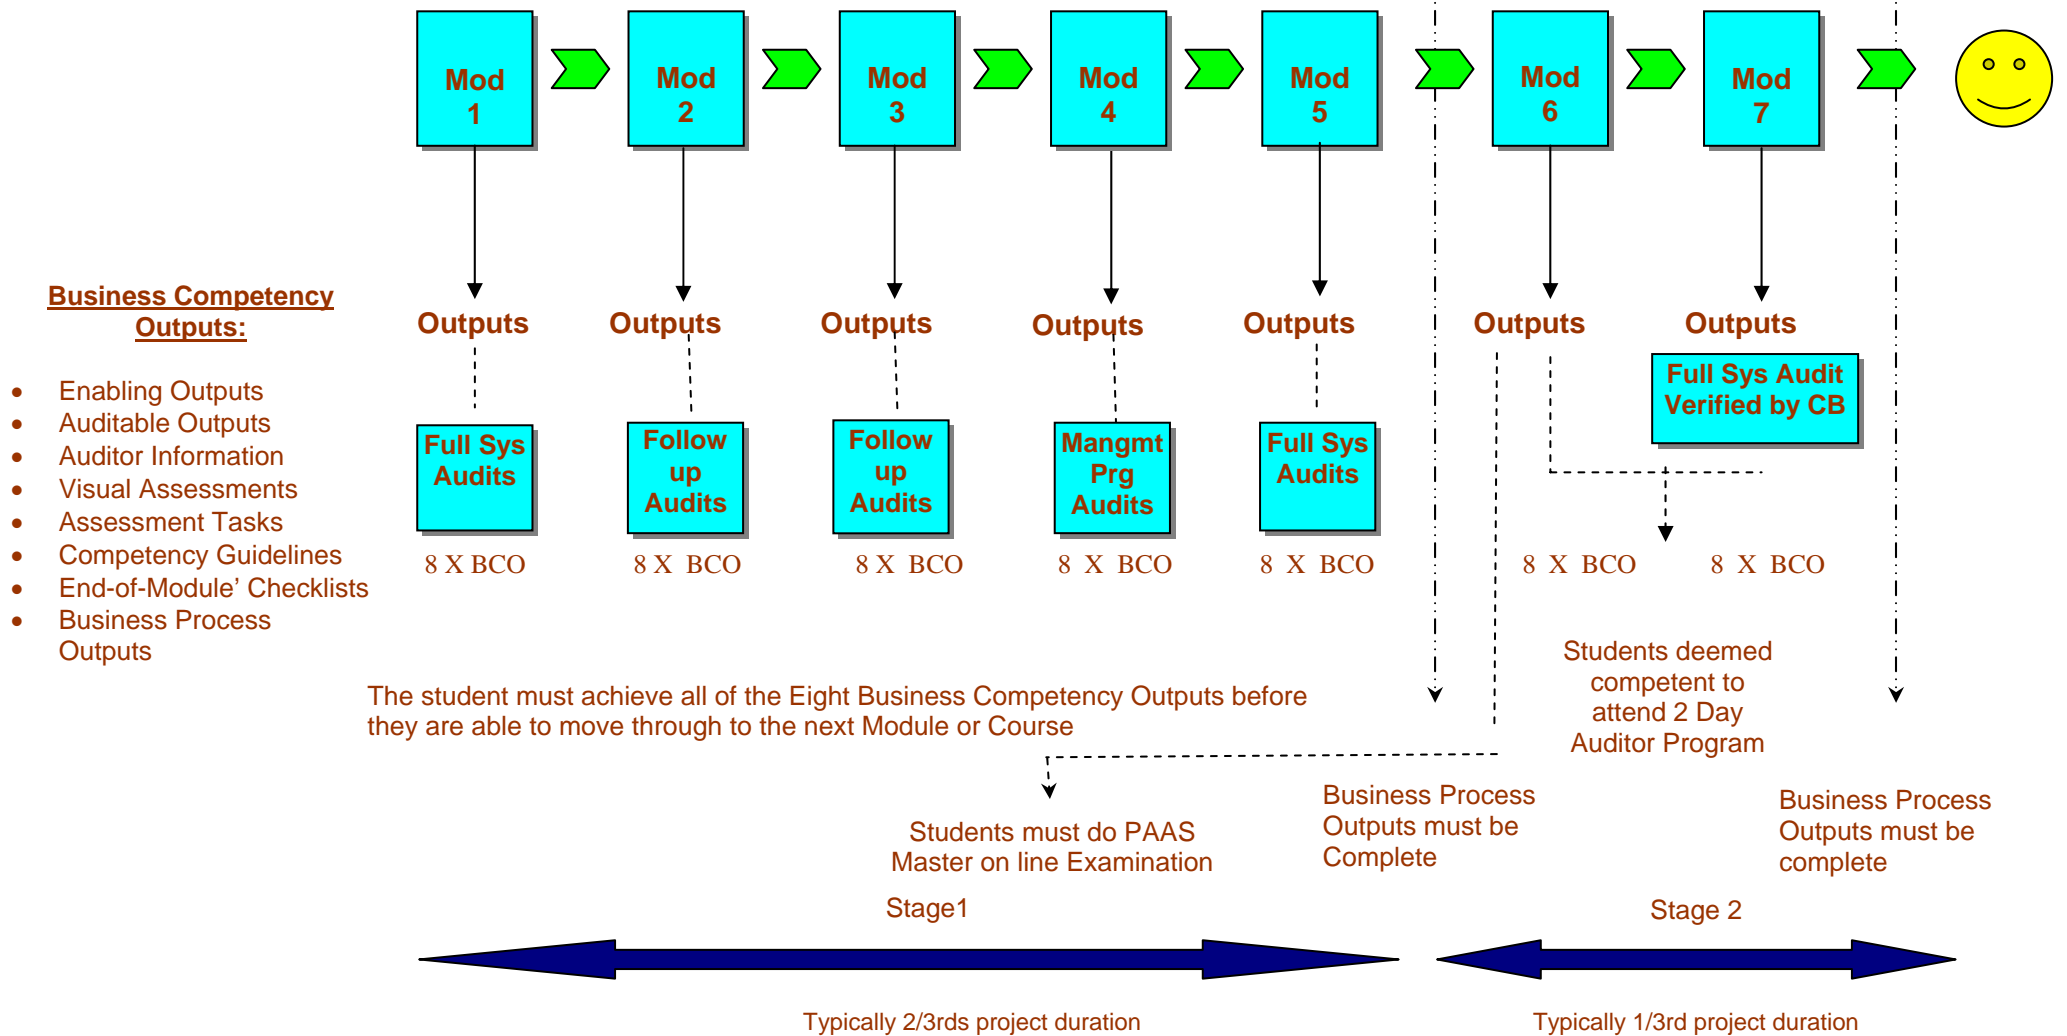 Mod
1
Mod
2
Mod
3
Mod
4
Mod
5
Mod
6
Mod
7
Business Competency
Outputs:
• Enabling Outputs
• Auditable Outputs
• Auditor Information
• Visual Assessments
• Assessment Tasks
• Competency Guidelines
• End-of-Module’ Checklists
• Business Process
Outputs
Outputs
Outputs
Outputs
Outputs
Outputs
Outputs
Outputs
Full Sys
Audits
Follow
up
Audits
Follow
up
Audits
Mangmt
Prg
Audits
Full Sys
Audits
Full Sys Audit
Verified by CB
8 X BCO
8 X BCO
8 X BCO
8 X BCO
8 X BCO
8 X BCO
8 X BCO
The student must achieve all of the Eight Business Competency Outputs before
they are able to move through to the next Module or Course
Students deemed
competent to
attend 2 Day
Auditor Program
Students must do PAAS
Master on line Examination
Business Process
Outputs must be
Complete
Business Process
Outputs must be
complete
Stage1
Stage 2
Typically 2/3rds project duration
Typically 1/3rd project duration